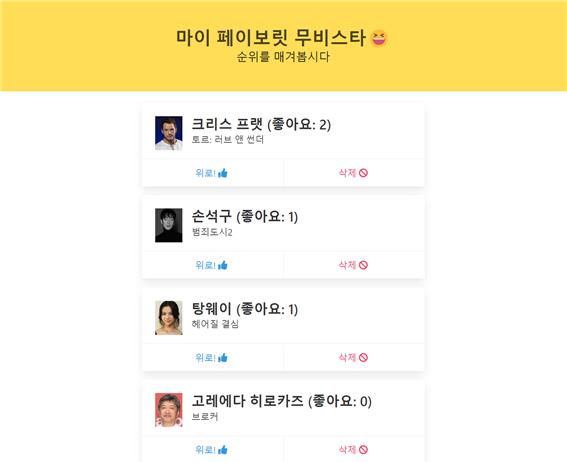 마이 페이보릿 무비스타😆
순위를 매겨봅시다
크리스 프랫 (좋아요: 2)
토르: 러브 앤 썬더
위로! 삭제
손석구 (좋아요: 1)
범죄도시2
위로! 삭제
탕웨이 (좋아요: 1)
헤어질 결심
위로! 삭제
고레에다 히로카즈 (좋아요: 0)
브로커
위로! 삭제